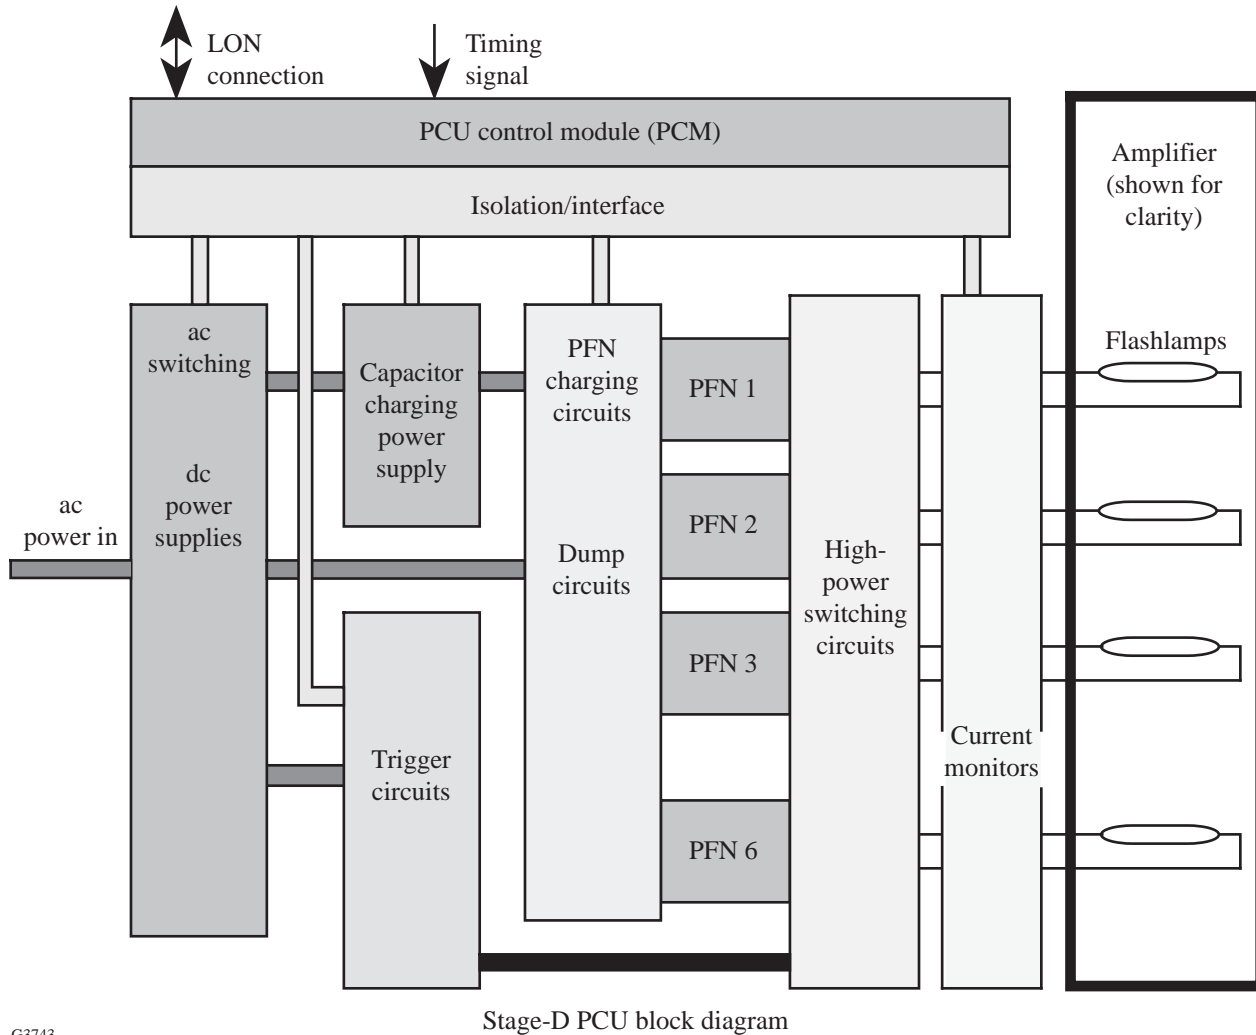 LON
connection
Timing
signal
PCU control module (PCM)
Isolation/interface
Amplifier
(shown for
clarity)
ac
switching
dc
power
supplies
ac
power in
Capacitor
charging
power
supply
PFN
charging
circuits
Dump
circuits
PFN 1
PFN 2
PFN 3
PFN 6
High-
power
switching
circuits
Flashlamps
Trigger
circuits
Current
monitors
Stage-D PCU block diagram
G3743